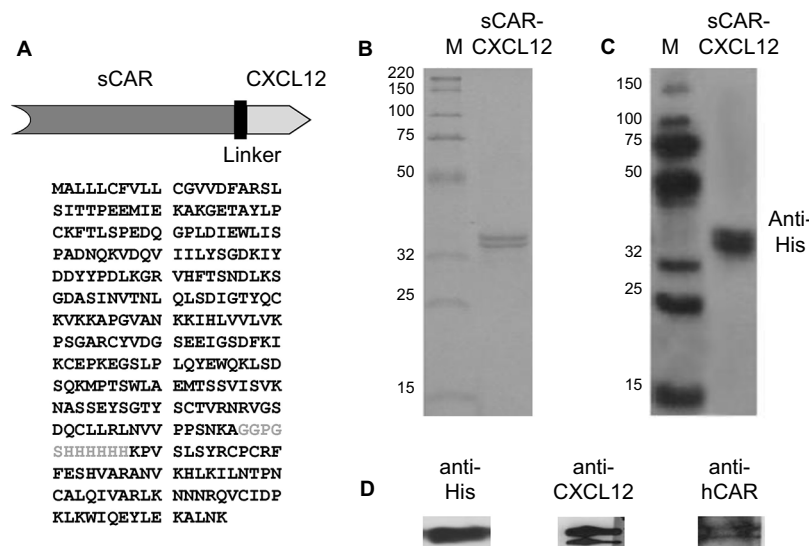 A
sCAR
CXCL12
Linker
MALLLCFVLL CGVVDFARSL
SITTPEEMIE KAKGETAYLP
CKFTLSPEDQ GPLDIEWLIS
PADNQKVDQV IILYSGDKIY
DDYYPDLKGR VHFTSNDLKS
GDASINVTNL QLSDIGTYQC
KVKKAPGVAN KKIHLVVLVK
PSGARCYVDG SEEIGSDFKI
KCEPKEGSLP LQYEWQKLSD
SQKMPTSWLA EMTSSVISVK
NASSEYSGTY SCTVRNRVGS
DQCLLRLNVV PPSNKAGGPG
SHHHHHHKPV SLSYRCPCRF
FESHVARANV KHLKILNTPN
CALQIVARLK NNNRQVCIDP
KLKWIQEYLE KALNK
B
sCAR-
M CXCL12
220
150
100
75
50
32
25
15
C
sCAR-
M CXCL12
150
100
75
50
32
25
15
Anti-
His
D
anti-
His
anti-
CXCL12
anti-
hCAR